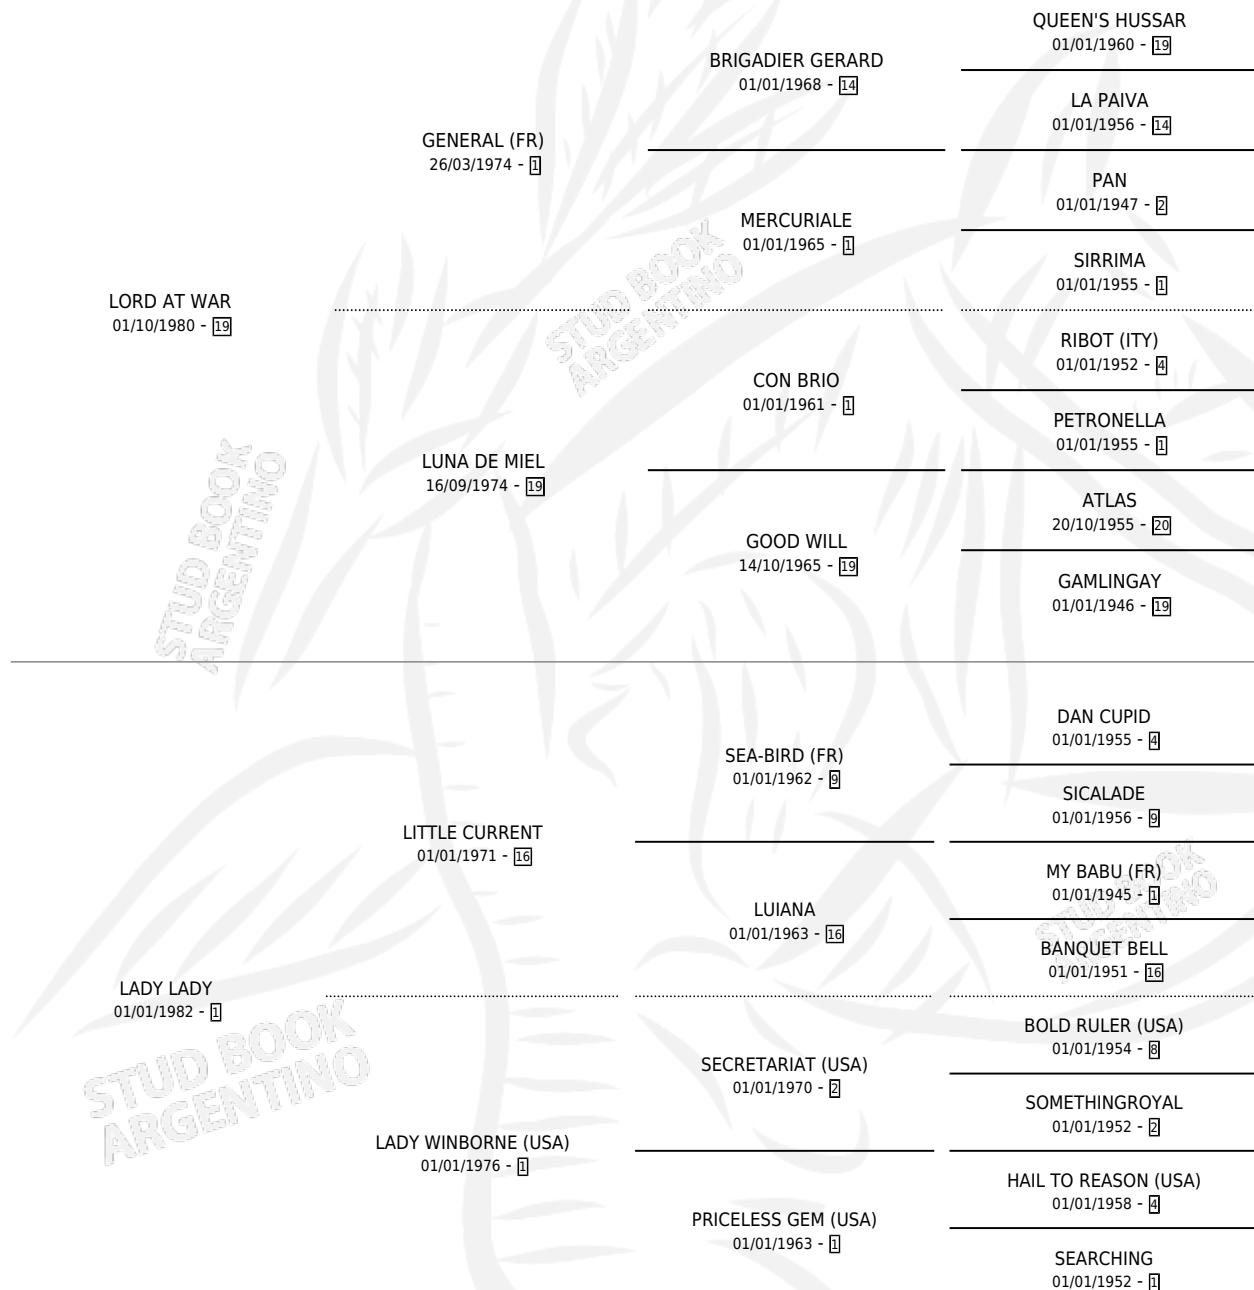 QUEEN'S HUSSAR
01/01/1960 - 19
BRIGADIER GERARD
01/01/1968 - 14
LA PAIVA
01/01/1956 - 14
GENERAL (FR)
26/03/1974 - 1
PAN
01/01/1947 - 2
MERCURIALE
01/01/1965 - 1
SIRRIMA
01/01/1955 - 1
LORD AT WAR
01/10/1980 - 19
STUD BOOK
ARGENTINO
RIBOT (ITY)
01/01/1952 - 4
CON BRIO
01/01/1961 - 1
PETRONELLA
01/01/1955 - 1
LUNA DE MIEL
16/09/1974 - 19
ATLAS
20/10/1955 - 20
GOOD WILL
14/10/1965 - 19
GAMLINGAY
01/01/1946 - 19
STUD BOOK
ARGENTINO
DAN CUPID
01/01/1955 - 4
SEA-BIRD (FR)
01/01/1962 - 9
SICALADE
01/01/1956 - 9
LITTLE CURRENT
01/01/1971 - 16
MY BABU (FR)
01/01/1945 - 1
LUIANA
01/01/1963 - 16
BANQUET BELL
01/01/1951 - 16
STUD BOOK
ARGENTINO
LADY LADY
01/01/1982 - 1
STUD BOOK
ARGENTINO
BOLD RULER (USA)
01/01/1954 - 8
SECRETARIAT (USA)
01/01/1970 - 2
SOMETHINGROYAL
01/01/1952 - 2
LADY WINBORNE (USA)
01/01/1976 - 1
HAIL TO REASON (USA)
01/01/1958 - 4
PRICELESS GEM (USA)
01/01/1963 - 1
SEARCHING
01/01/1952 - 1